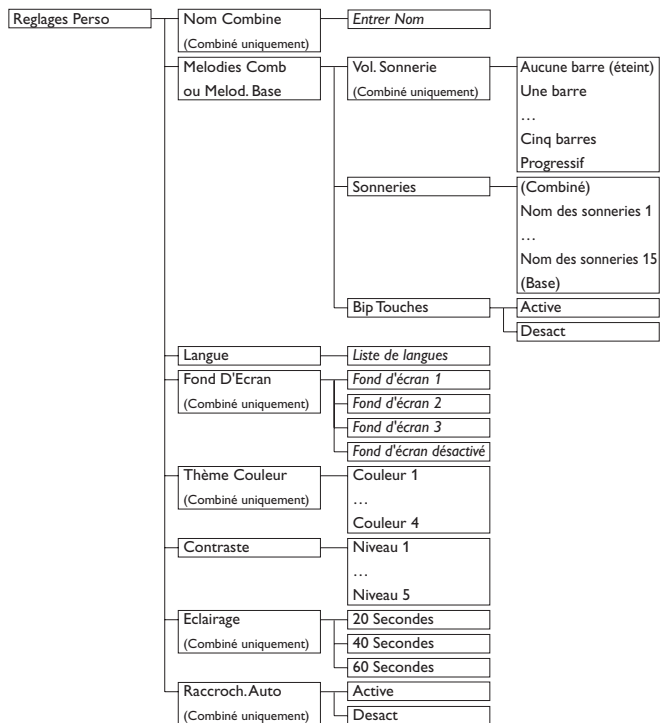 Reglages Perso
Nom Combine
(Combiné uniquement)
Entrer Nom
Melodies Comb
ou Melod. Base
Vol. Sonnerie
(Combiné uniquement)
Aucune barre (éteint)
Une barre
…
Cinq barres
Progressif
Sonneries
(Combiné)
Nom des sonneries 1
…
Nom des sonneries 15
(Base)
Bip Touches
Active
Desact
Langue
Liste de langues
Fond D'Ecran
(Combiné uniquement)
Fond d'écran 1
Fond d'écran 2
Fond d'écran 3
Fond d'écran désactivé
Thème Couleur
(Combiné uniquement)
Couleur 1
…
Couleur 4
Contraste
Niveau 1
…
Niveau 5
Eclairage
(Combiné uniquement)
20 Secondes
40 Secondes
60 Secondes
Raccroch. Auto
(Combiné uniquement)
Active
Desact